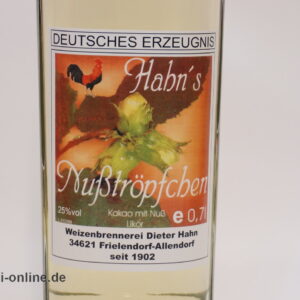 DEUTSCHES ERZEUGNIS
Hahn's
Nußtröpfchen
25%vol
Kakao mit Nuß
Likör
e 0,7l
Weizenbrennerei Dieter Hahn
34621 Frielendorf-Allendorf
seit 1902
i-online.de